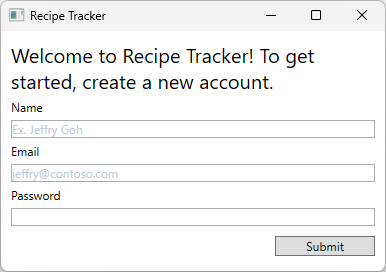 Recipe Tracker
Welcome to Recipe Tracker! To get
started, create a new account.
Name
Ex. Jeffry Goh
Email
jeffry@contoso.com
Password
Submit